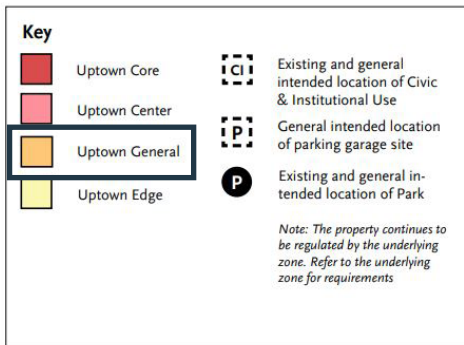 Key
Uptown Core
Uptown Center
Uptown General
Uptown Edge
CI
Existing and general
intended location of Civic
& Institutional Use
P
General intended location
of parking garage site
P
Existing and general in-
tended location of Park
Note: The property continues to
be regulated by the underlying
zone. Refer to the underlying
zone for requirements